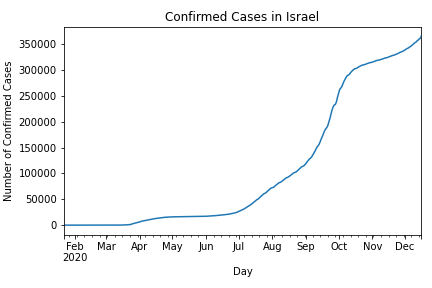 Confirmed Cases in Israel
350000
300000
250000
200000
150000
100000
50000
0
Number of Confirmed Cases
Feb Mar Apr May Jun Jul Aug Sep Oct Nov Dec
2020
Day